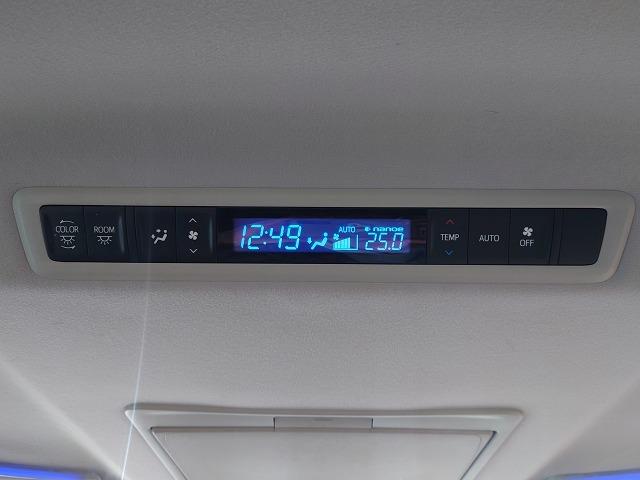 COLOR
ROOM
12:49
AUTO
nanoe
25.0
TEMP
AUTO
OFF